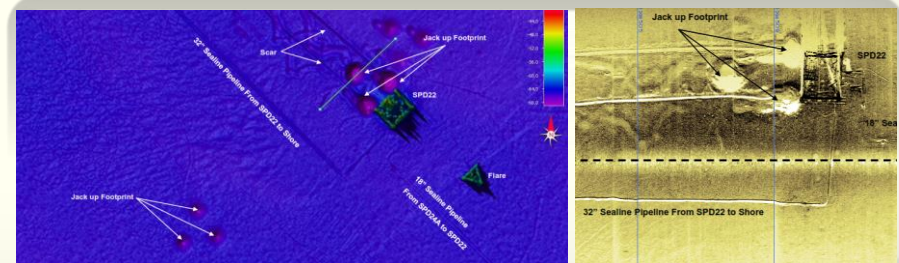 Jack up Footprint
Scar
32" Sealine Pipeline From SPD22 to Shore
SPD22
Flare
18" Sealine Pipeline
From SPD24A to SPD22
Jack up Footprint
Jack up Footprint
SPD22
18" Sea
32" Sealine Pipeline From SPD22 to Shore